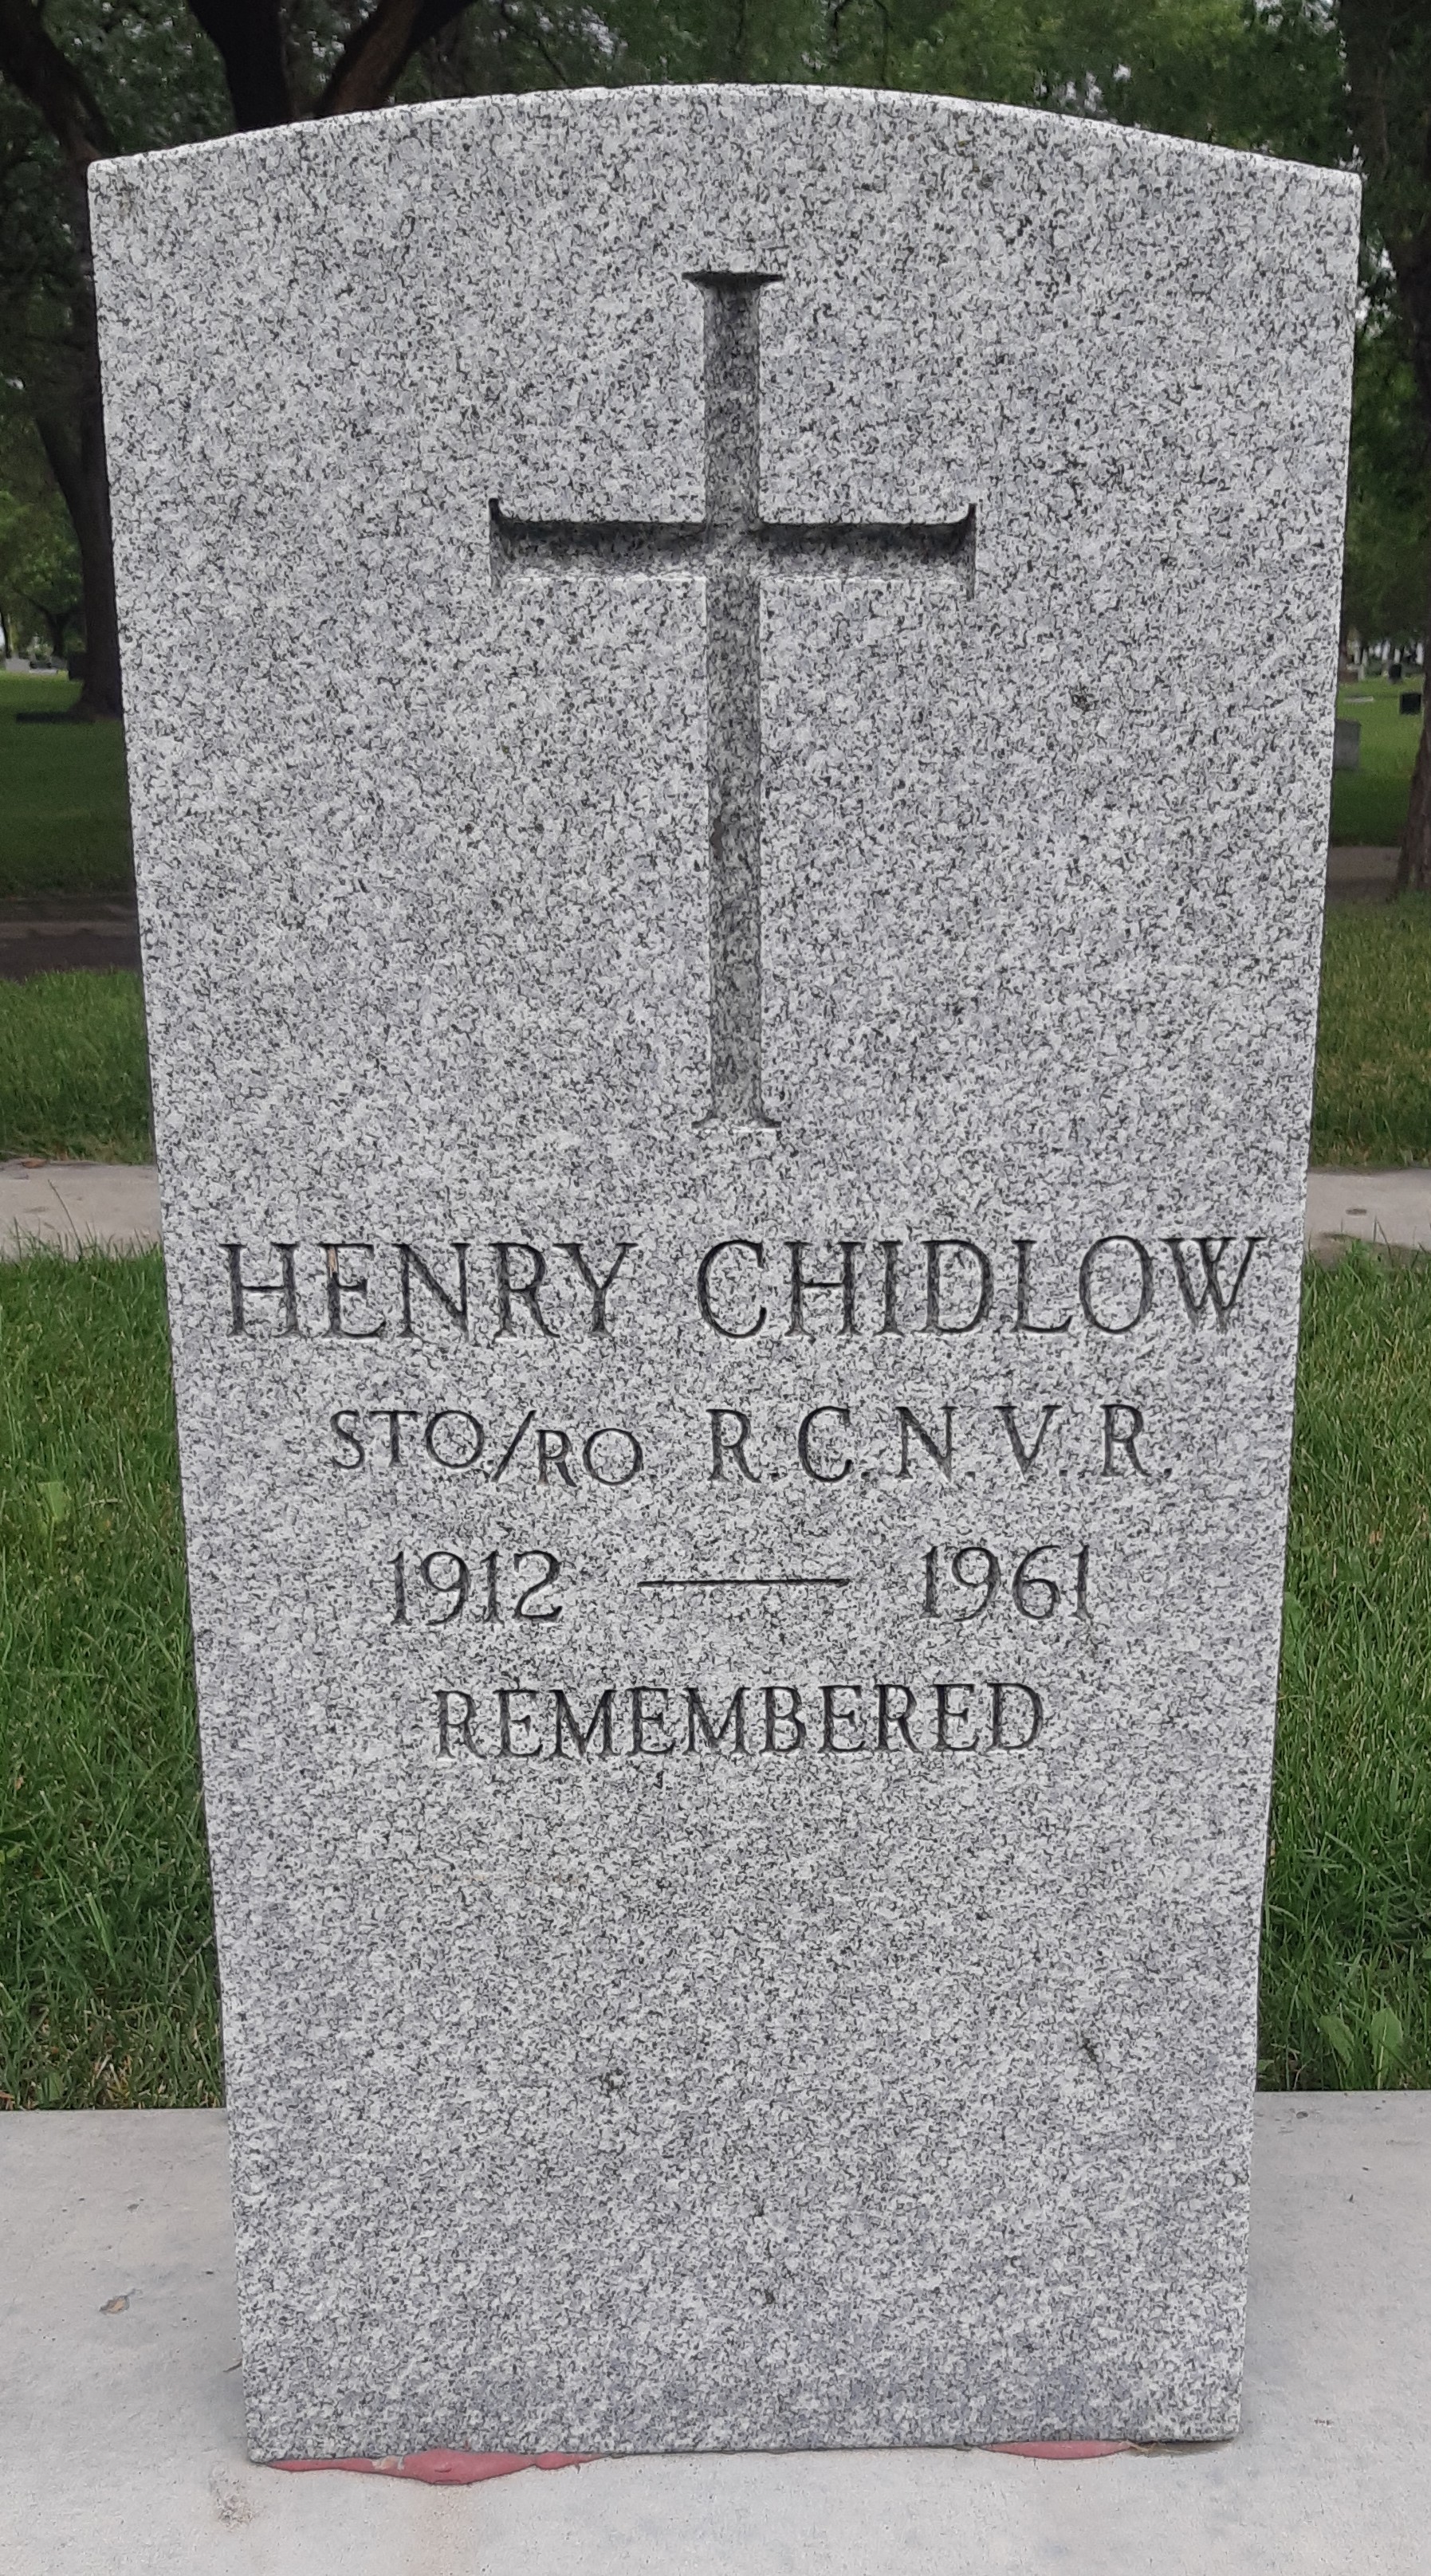 HENRY CHIDLOW
STO/RO R.C.N.V.R.
1912 — 1961
REMEMBERED